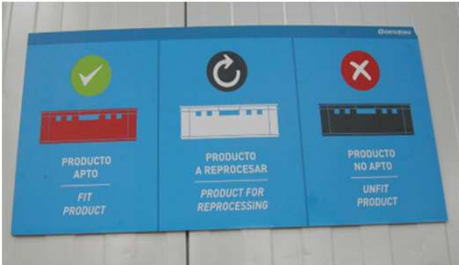 PRODUCTO
APTO
FIT
PRODUCT
PRODUCTO
A REPROCESAR
PRODUCT FOR
REPROCESSING
PRODUCTO
NO APTO
UNFIT
PRODUCT